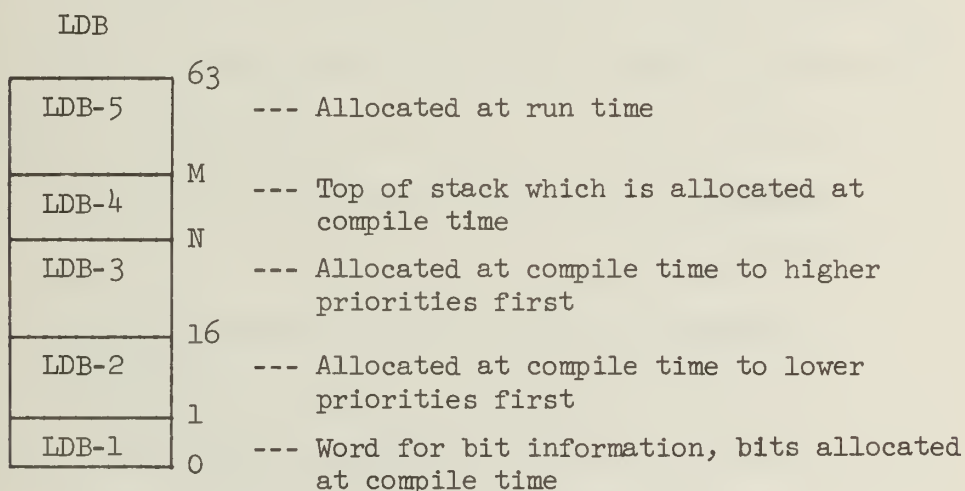 LDB
63
LDB-5 --- Allocated at run time
M
LDB-4 --- Top of stack which is allocated at
compile time
N
LDB-3 --- Allocated at compile time to higher
priorities first
16
LDB-2 --- Allocated at compile time to lower
priorities first
1
LDB-1 --- Word for bit information, bits allocated
0
at compile time